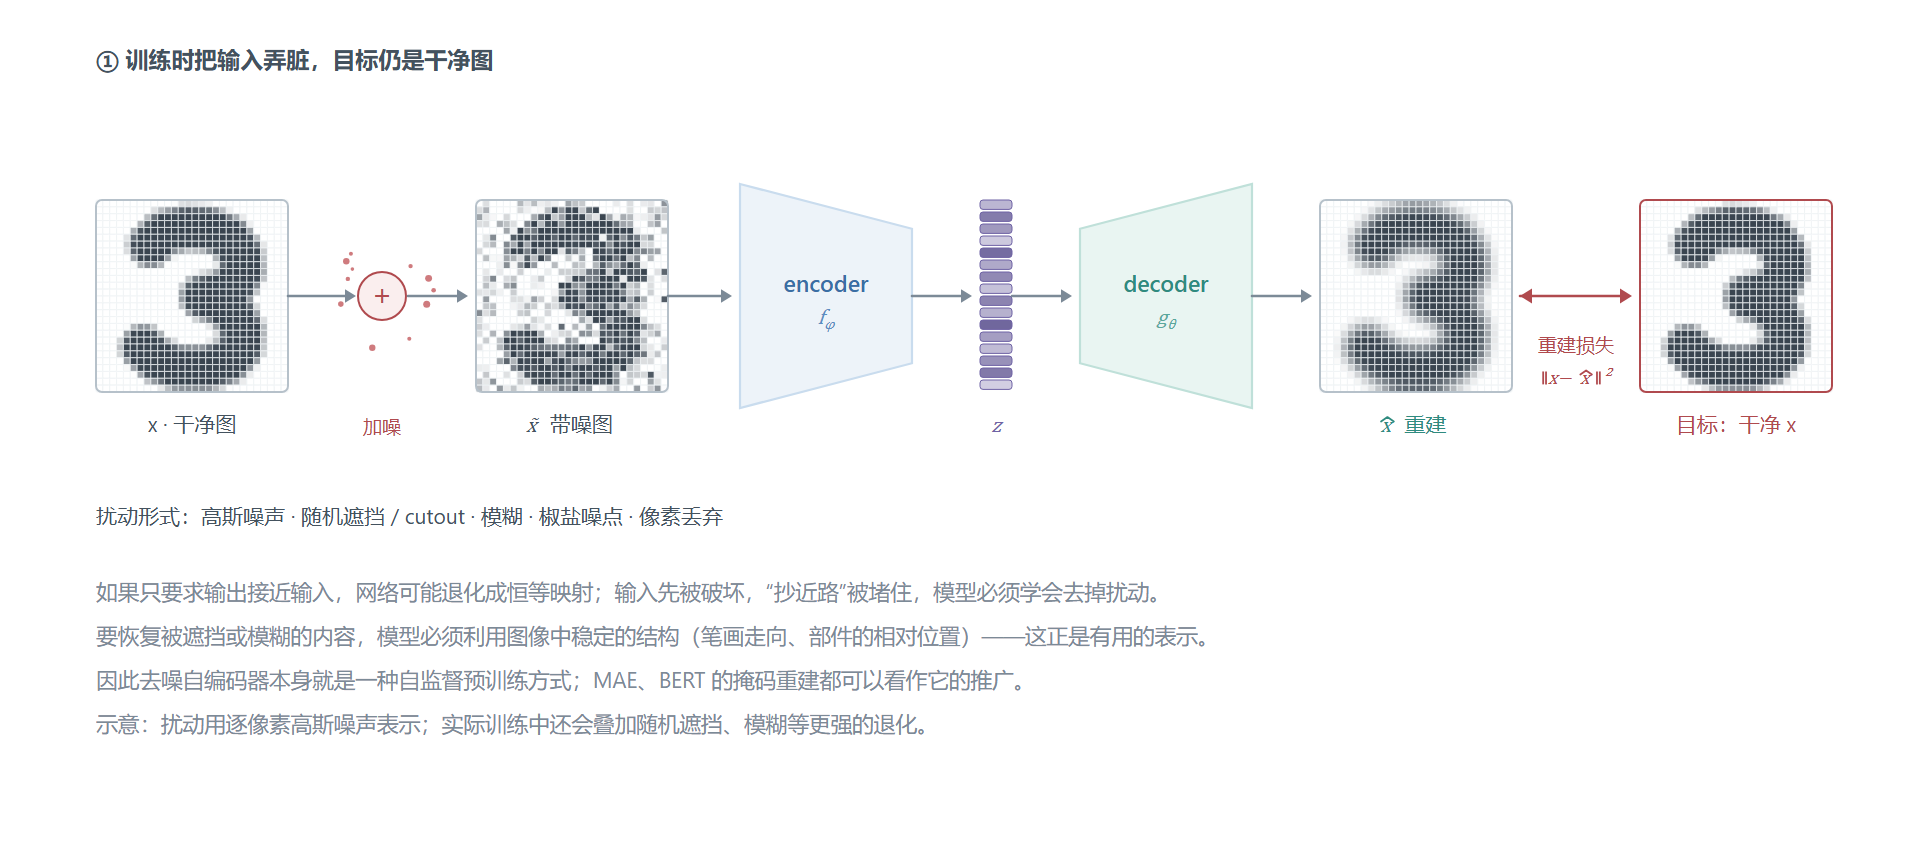 ① 训练时把输入弄脏，目标仍是干净图
+
encoder
f_φ
decoder
g_θ
重建损失
‖x− x̂‖²
x · 干净图
加噪
x̃ 带噪图
z
x̂ 重建
目标：干净 x
扰动形式：高斯噪声 · 随机遮挡 / cutout · 模糊 · 椒盐噪点 · 像素丢弃
如果只要求输出接近输入，网络可能退化成恒等映射；输入先被破坏，“抄近路”被堵住，模型必须学会去掉扰动。
要恢复被遮挡或模糊的内容，模型必须利用图像中稳定的结构（笔画走向、部件的相对位置）——这正是有用的表示。
因此去噪自编码器本身就是一种自监督预训练方式；MAE、BERT 的掩码重建都可以看作它的推广。
示意：扰动用逐像素高斯噪声表示；实际训练中还会叠加随机遮挡、模糊等更强的退化。